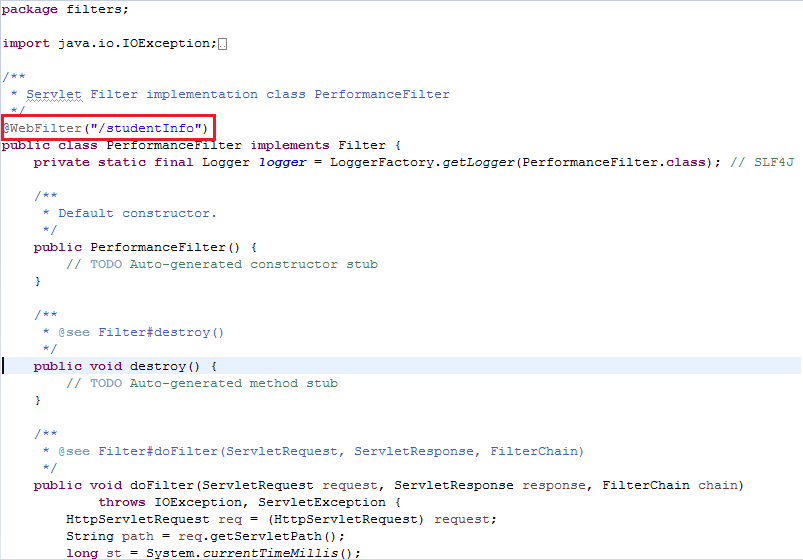 package filters;
import java.io.IOException;
/**
 * Servlet Filter implementation class PerformanceFilter
 */
@WebFilter("/studentInfo")
public class PerformanceFilter implements Filter {
    private static final Logger logger = LoggerFactory.getLogger(PerformanceFilter.class); // SLF4J
    /**
     * Default constructor.
     */
    public PerformanceFilter() {
        // TODO Auto-generated constructor stub
    }
    /**
     * @see Filter#destroy()
     */
    public void destroy() {
        // TODO Auto-generated method stub
    }
    /**
     * @see Filter#doFilter(ServletRequest, ServletResponse, FilterChain)
     */
    public void doFilter(ServletRequest request, ServletResponse response, FilterChain chain)
            throws IOException, ServletException {
        HttpServletRequest req = (HttpServletRequest) request;
        String path = req.getServletPath();
        long st = System.currentTimeMillis();